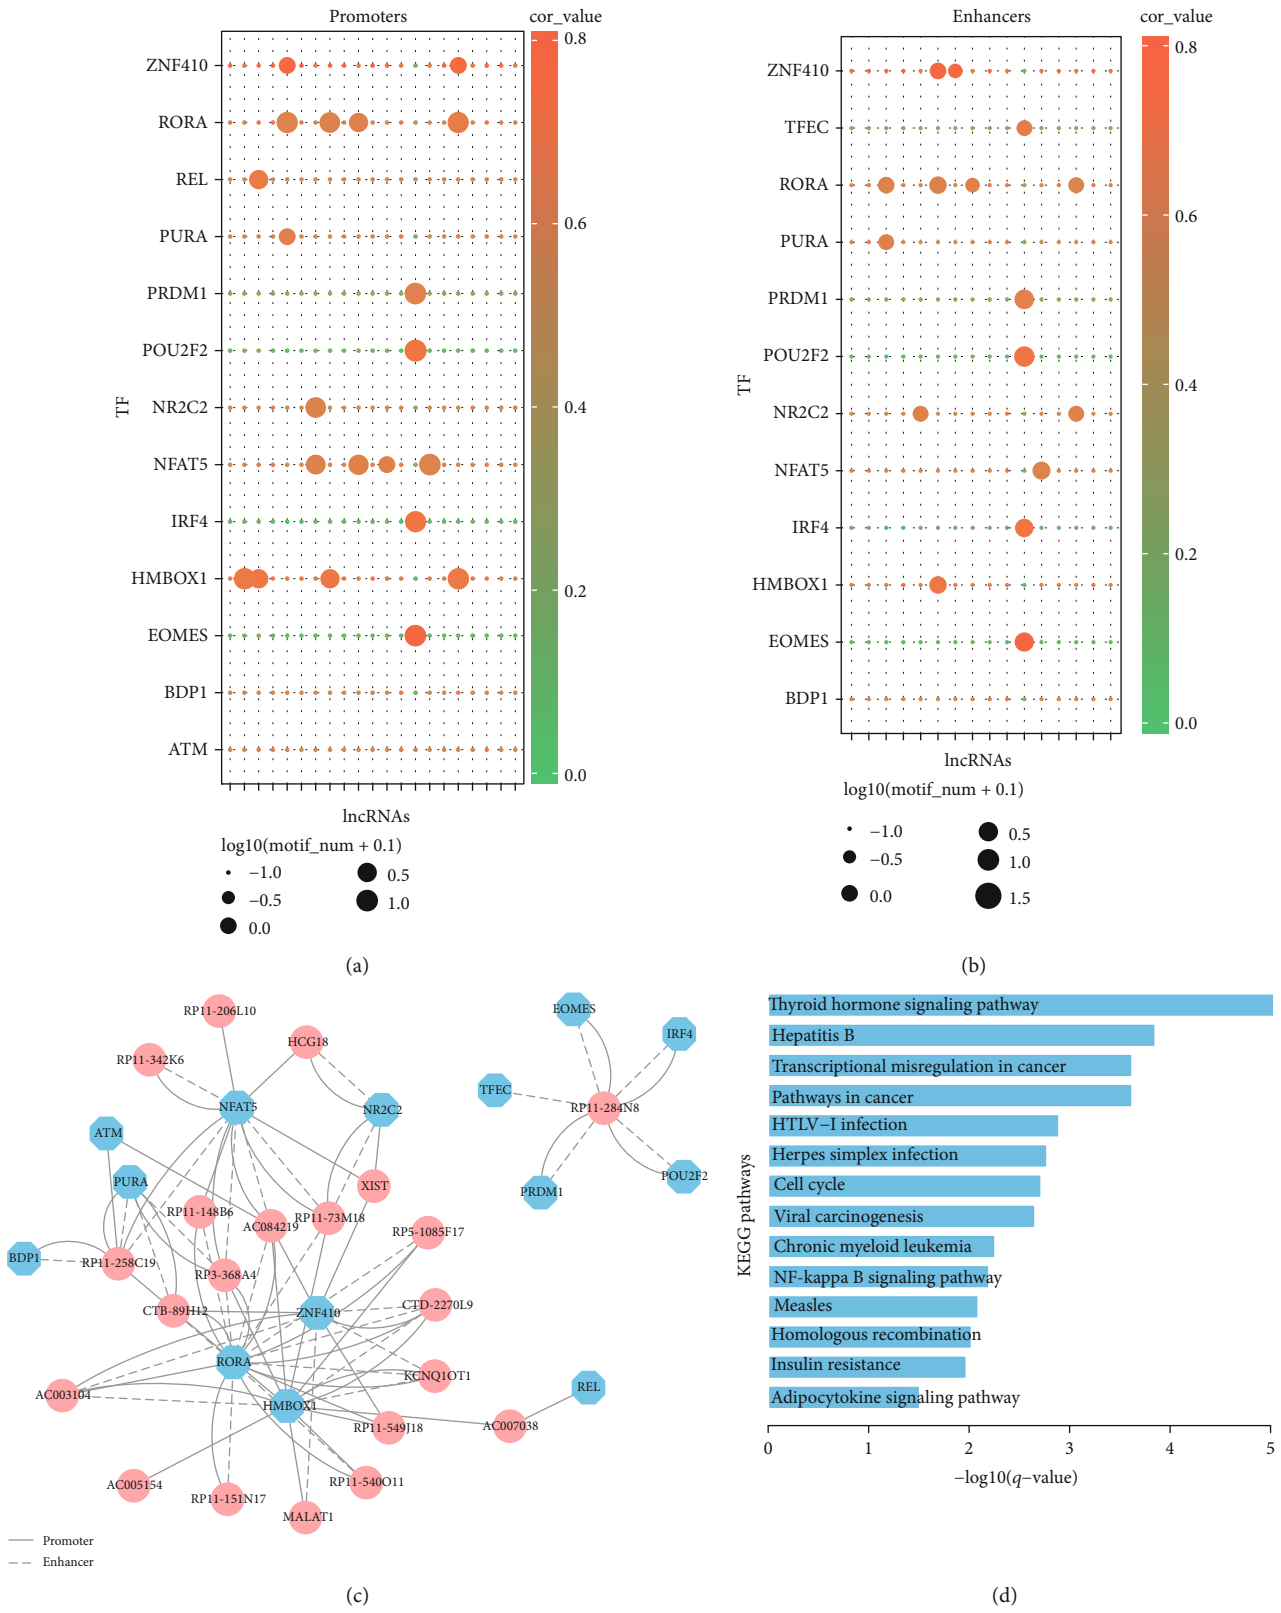 Promoters
cor_value
ZNF410
RORA
REL
PURA
PRDM1
POU2F2
NR2C2
NFAT5
IRF4
HMBOX1
EOMES
BDP1
ATM
TF
0.8
0.6
0.4
0.2
0.0
lncRNAs
log10(motif_num + 0.1)
−1.0
−0.5
0.0
0.5
1.0
(a)
Enhancers
cor_value
ZNF410
TFEC
RORA
PURA
PRDM1
POU2F2
NR2C2
NFAT5
IRF4
HMBOX1
EOMES
BDP1
TF
0.8
0.6
0.4
0.2
0.0
lncRNAs
log10(motif_num + 0.1)
−1.0
−0.5
0.0
0.5
1.0
1.5
(b)
RP11-206L10
HCG18
RP11-342K6
NFAT5
NR2C2
ATM
PURA
XIST
RP11-148B6
AC084219
RP11-73M18
RP5-1085F17
BDP1
RP11-258C19
RP3-368A4
CTB-89H12
ZNF410
CTD-2270L9
RORA
KCNQ1OT1
AC003104
HMBOX1
RP11-549J18
AC007038
REL
AC005154
RP11-151N17
RP11-540O11
MALAT1
EOMES
IRF4
TFEC
RP11-284N8
PRDM1
POU2F2
Promoter
Enhancer
(c)
KEGG pathways
Thyroid hormone signaling pathway
Hepatitis B
Transcriptional misregulation in cancer
Pathways in cancer
HTLV−I infection
Herpes simplex infection
Cell cycle
Viral carcinogenesis
Chronic myeloid leukemia
NF-kappa B signaling pathway
Measles
Homologous recombination
Insulin resistance
Adipocytokine signaling pathway
0 1 2 3 4 5
−log10(q−value)
(d)